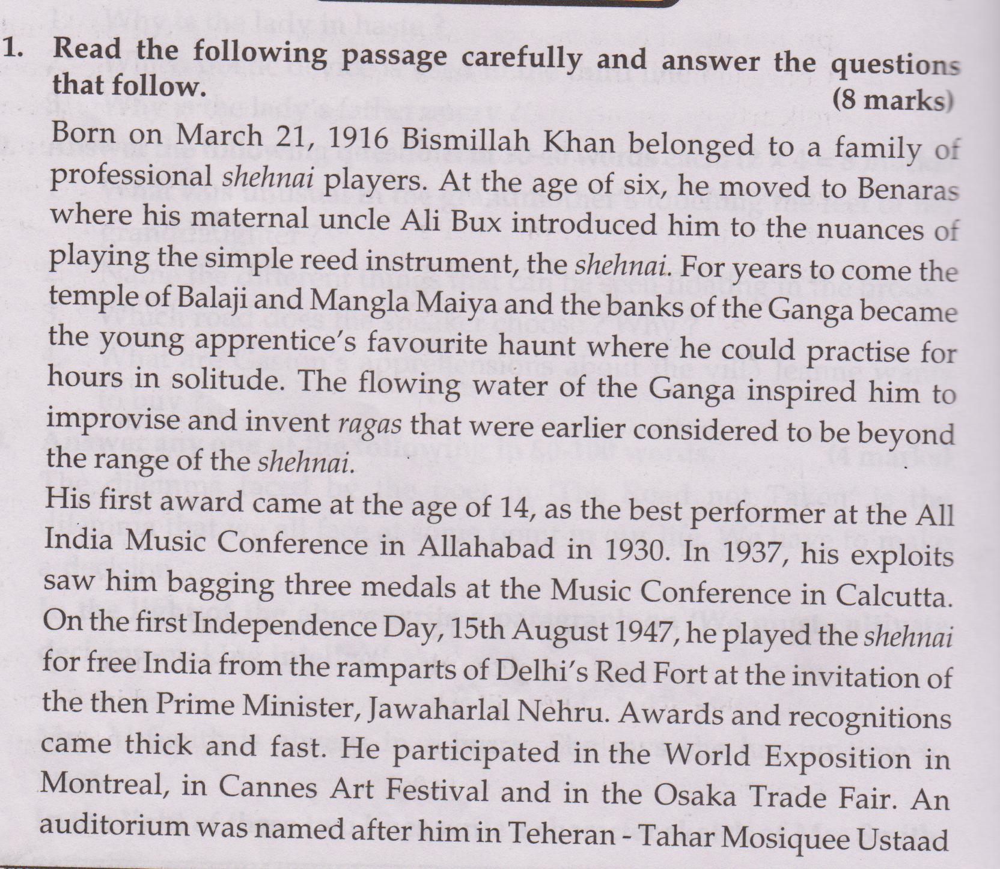 1. Read the following passage carefully and answer the questions
that follow. (8 marks)
Born on March 21, 1916 Bismillah Khan belonged to a family of
professional shehnai players. At the age of six, he moved to Benaras
where his maternal uncle Ali Bux introduced him to the nuances of
playing the simple reed instrument, the shehnai. For years to come the
temple of Balaji and Mangla Maiya and the banks of the Ganga became
the young apprentice's favourite haunt where he could practise for
hours in solitude. The flowing water of the Ganga inspired him to
improvise and invent ragas that were earlier considered to be beyond
the range of the shehnai.
His first award came at the age of 14, as the best performer at the All
India Music Conference in Allahabad in 1930. In 1937, his exploits
saw him bagging three medals at the Music Conference in Calcutta.
On the first Independence Day, 15th August 1947, he played the shehnai
for free India from the ramparts of Delhi's Red Fort at the invitation of
the then Prime Minister, Jawaharlal Nehru. Awards and recognitions
came thick and fast. He participated in the World Exposition in
Montreal, in Cannes Art Festival and in the Osaka Trade Fair. An
auditorium was named after him in Teheran - Tahar Mosiquee Ustaad